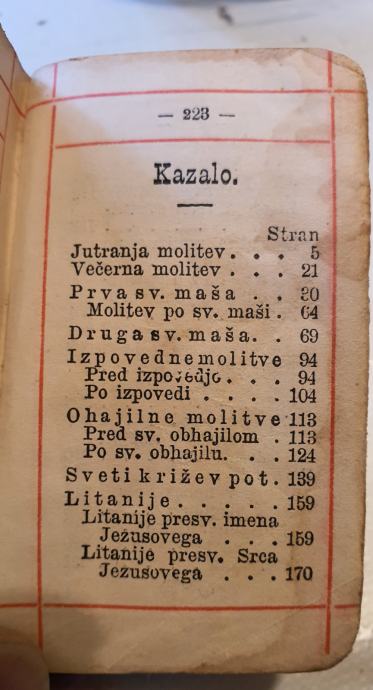 — 223 —
Kazalo.
Stran
Jutranja molitev . . . 5
Večerna molitev . . . 21
Prva sv. maša . . 30
Molitev po sv. maši . 64
Druga sv. maša. . 69
Izpovedne molitve 94
Pred izpovedjo. . . 94
Po izpovedi . . . . 104
Ohajilne molitve 113
Pred sv. obhajilom . 113
Po sv. obhajilu. . . 124
Sveti križev pot. 139
Litanije . . . . . 159
Litanije presv. imena
Jezusovega . . . 159
Litanije presv. Srca
Jezusovega . . . 170